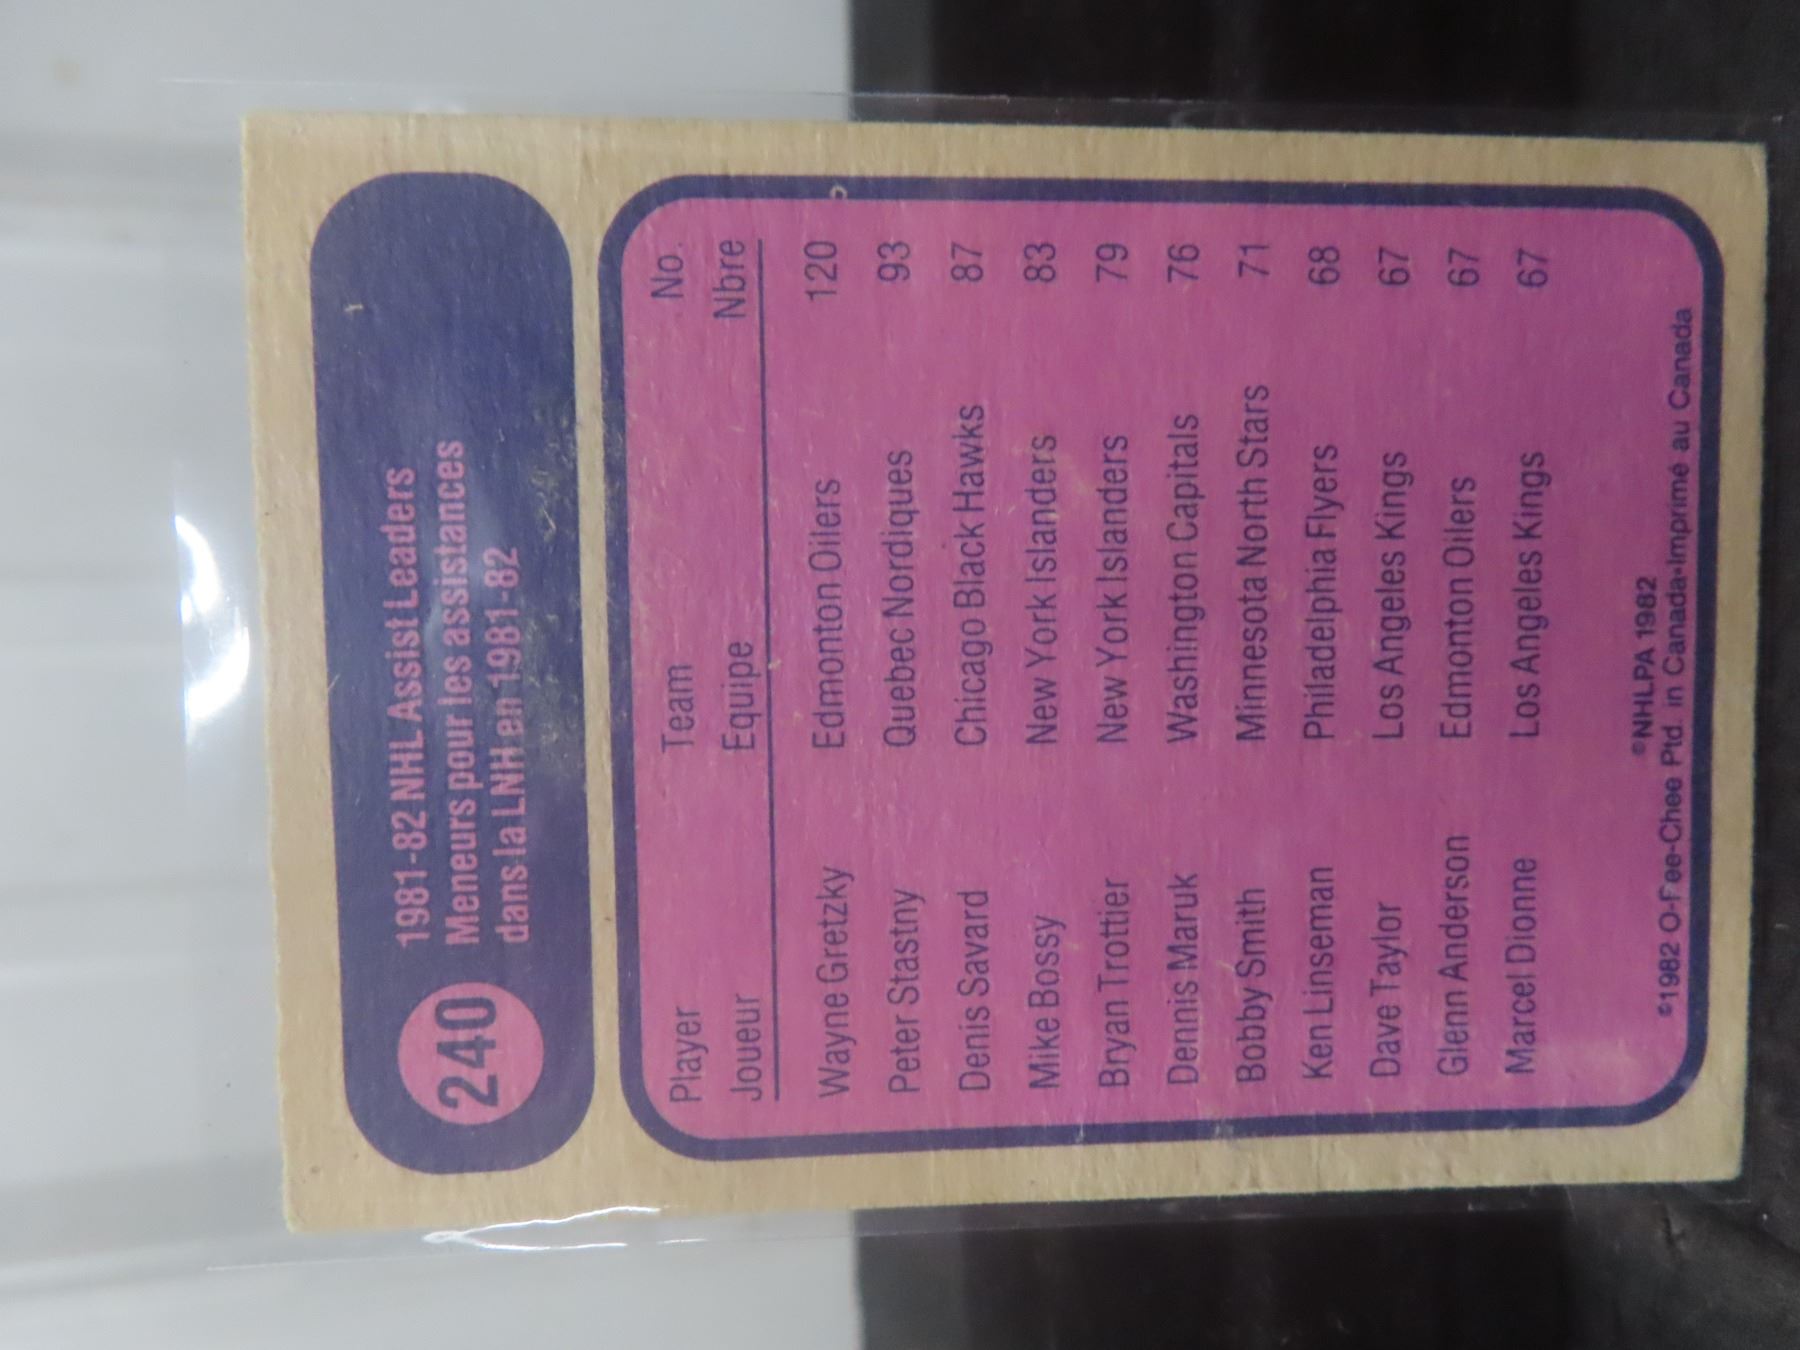 240
1981-82 NHL Assist Leaders
Meneurs pour les assistances
dans la LNH en 1981-82
Player Team No.
Joueur Equipe Nbre
Wayne Gretzky Edmonton Oilers 120
Peter Stastny Quebec Nordiques 93
Denis Savard Chicago Black Hawks 87
Mike Bossy New York Islanders 83
Bryan Trottier New York Islanders 79
Dennis Maruk Washington Capitals 76
Bobby Smith Minnesota North Stars 71
Ken Linseman Philadelphia Flyers 68
Dave Taylor Los Angeles Kings 67
Glenn Anderson Edmonton Oilers 67
Marcel Dionne Los Angeles Kings 67
©NHLPA 1982
©1982 O-Pee-Chee Ptd. in Canada-Imprimé au Canada